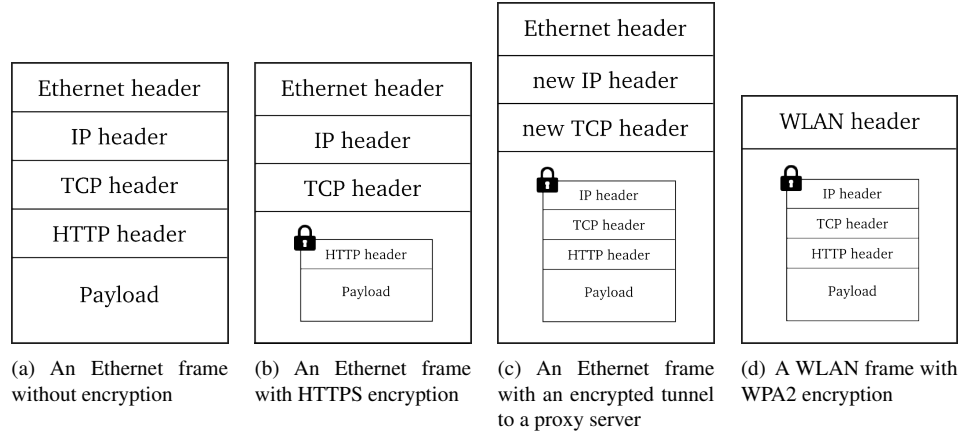 Ethernet header
IP header
TCP header
HTTP header
Payload
(a) An Ethernet frame
without encryption
Ethernet header
IP header
TCP header
HTTP header
Payload
(b) An Ethernet frame
with HTTPS encryption
Ethernet header
new IP header
new TCP header
IP header
TCP header
HTTP header
Payload
(c) An Ethernet frame
with an encrypted tunnel
to a proxy server
WLAN header
IP header
TCP header
HTTP header
Payload
(d) A WLAN frame with
WPA2 encryption